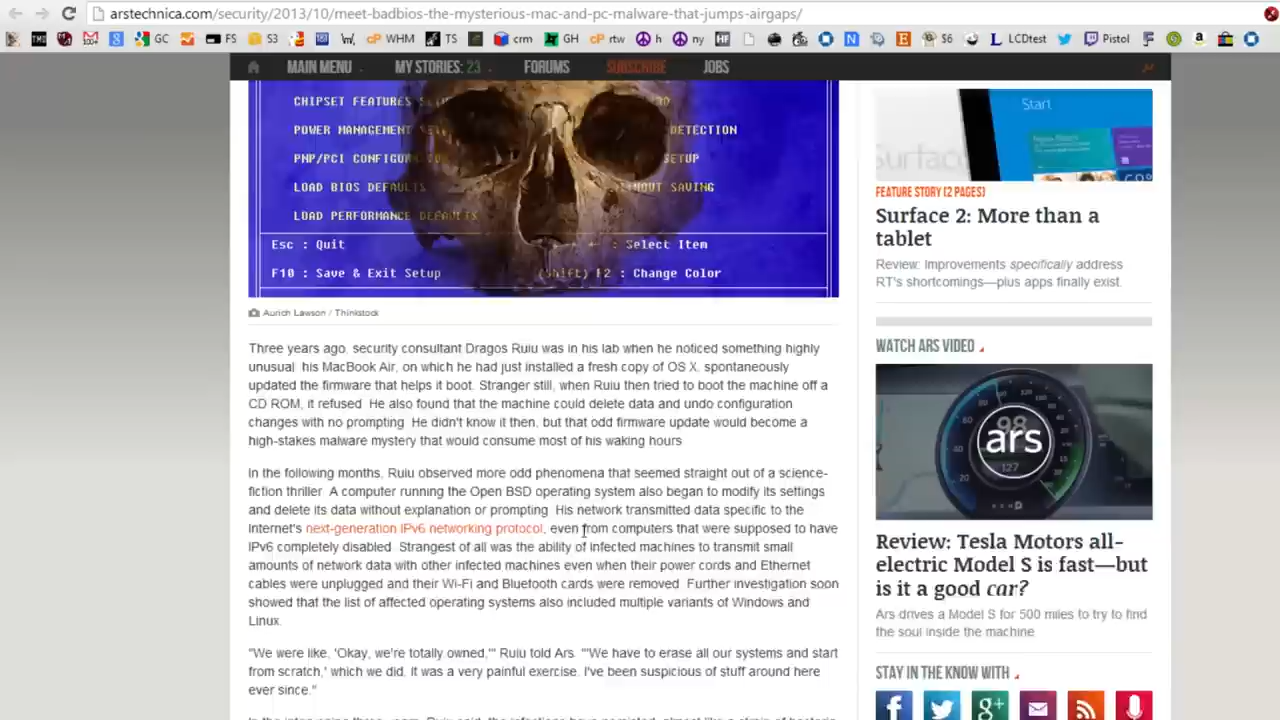 arstechnica.com/security/2013/10/meet-badbios-the-mysterious-mac-and-pc-malware-that-jumps-airgaps/
100+ GC FS S3 WHM TS crm GH rtw h ny HF S6 LCDtest Pistol
MAIN MENU MY STORIES: 23 FORUMS SUBSCRIBE JOBS
CHIPSET FEATURES
POWER MANAGEMENT DETECTION
PNP/PCI SETUP
LOAD BIOS DEFAULTS WITHOUT SAVING
LOAD PERFORMANCE DEFAULTS
Esc : Quit : Select Item
F10 : Save & Exit Setup (Shift) F2 : Change Color
Aurich Lawson / Thinkstock
Three years ago, security consultant Dragos Ruiu was in his lab when he noticed something highly
unusual: his MacBook Air, on which he had just installed a fresh copy of OS X, spontaneously
updated the firmware that helps it boot. Stranger still, when Ruiu then tried to boot the machine off a
CD ROM, it refused. He also found that the machine could delete data and undo configuration
changes with no prompting. He didn't know it then, but that odd firmware update would become a
high-stakes malware mystery that would consume most of his waking hours.
In the following months, Ruiu observed more odd phenomena that seemed straight out of a science-
fiction thriller. A computer running the Open BSD operating system also began to modify its settings
and delete its data without explanation or prompting. His network transmitted data specific to the
Internet's next-generation IPv6 networking protocol, even from computers that were supposed to have
IPv6 completely disabled. Strangest of all was the ability of infected machines to transmit small
amounts of network data with other infected machines even when their power cords and Ethernet
cables were unplugged and their Wi-Fi and Bluetooth cards were removed. Further investigation soon
showed that the list of affected operating systems also included multiple variants of Windows and
Linux.
"We were like, 'Okay, we're totally owned,'" Ruiu told Ars. "'We have to erase all our systems and start
from scratch,' which we did. It was a very painful exercise. I've been suspicious of stuff around here
ever since."
Start
Surface
FEATURE STORY (2 PAGES)
Surface 2: More than a
tablet
Review: Improvements specifically address
RT's shortcomings—plus apps finally exist.
WATCH ARS VIDEO
ars
127
Review: Tesla Motors all-
electric Model S is fast—but
is it a good car?
Ars drives a Model S for 500 miles to try to find
the soul inside the machine
STAY IN THE KNOW WITH